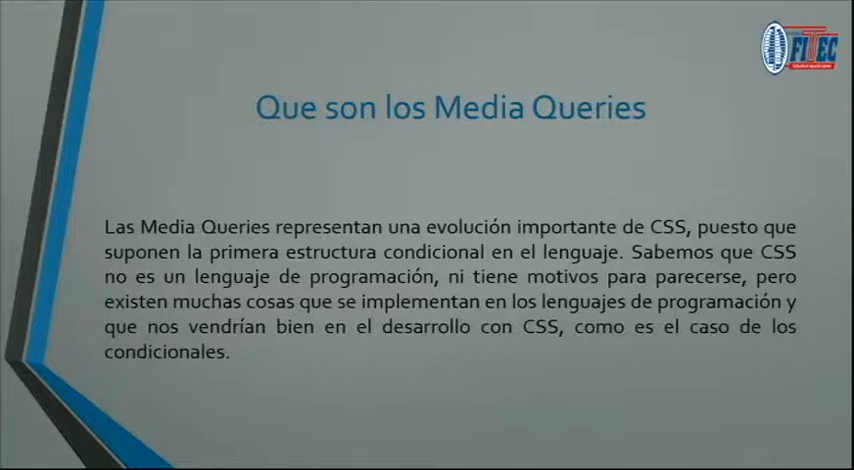 FITEC
Que son los Media Queries
Las Media Queries representan una evolución importante de CSS, puesto que
suponen la primera estructura condicional en el lenguaje. Sabemos que CSS
no es un lenguaje de programación, ni tiene motivos para parecerse, pero
existen muchas cosas que se implementan en los lenguajes de programación y
que nos vendrían bien en el desarrollo con CSS, como es el caso de los
condicionales.